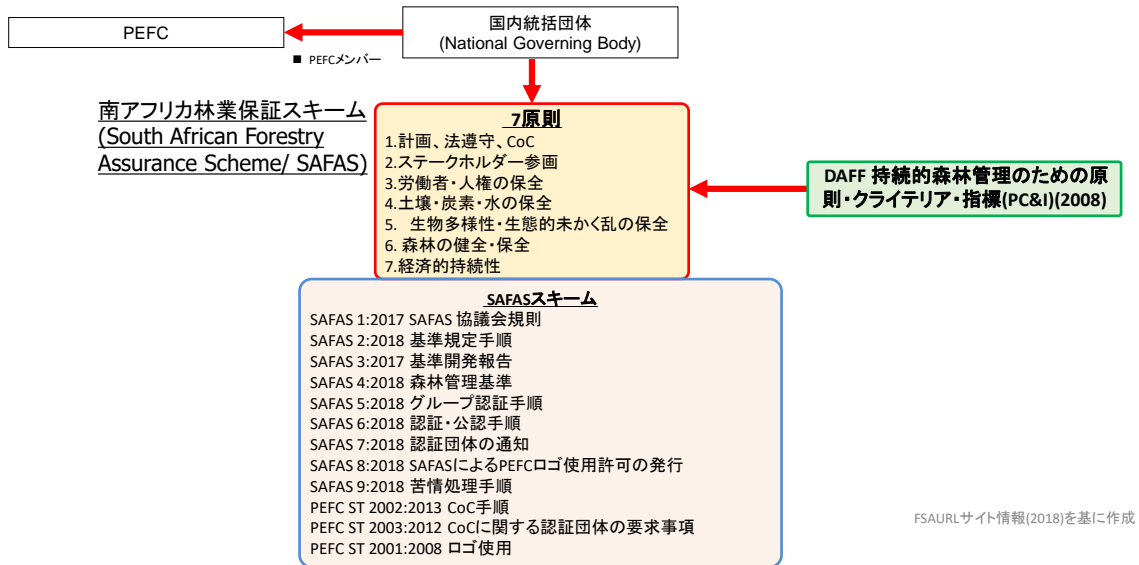 PEFC
国内統括団体
(National Governing Body)
■ PEFCメンバー
南アフリカ林業保証スキーム
(South African Forestry
Assurance Scheme/ SAFAS)
7原則
1.計画、法遵守、CoC
2.ステークホルダー参画
3.労働者・人権の保全
4.土壌・炭素・水の保全
5. 生物多様性・生態的未かく乱の保全
6. 森林の健全・保全
7.経済的持続性
DAFF 持続的森林管理のための原
則・クライテリア・指標(PC&I)(2008)
SAFASスキーム
SAFAS 1:2017 SAFAS 協議会規則
SAFAS 2:2018 基準規定手順
SAFAS 3:2017 基準開発報告
SAFAS 4:2018 森林管理基準
SAFAS 5:2018 グループ認証手順
SAFAS 6:2018 認証・公認手順
SAFAS 7:2018 認証団体の通知
SAFAS 8:2018 SAFASによるPEFCロゴ使用許可の発行
SAFAS 9:2018 苦情処理手順
PEFC ST 2002:2013 CoC手順
PEFC ST 2003:2012 CoCに関する認証団体の要求事項
PEFC ST 2001:2008 ロゴ使用
FSAURLサイト情報(2018)を基に作成